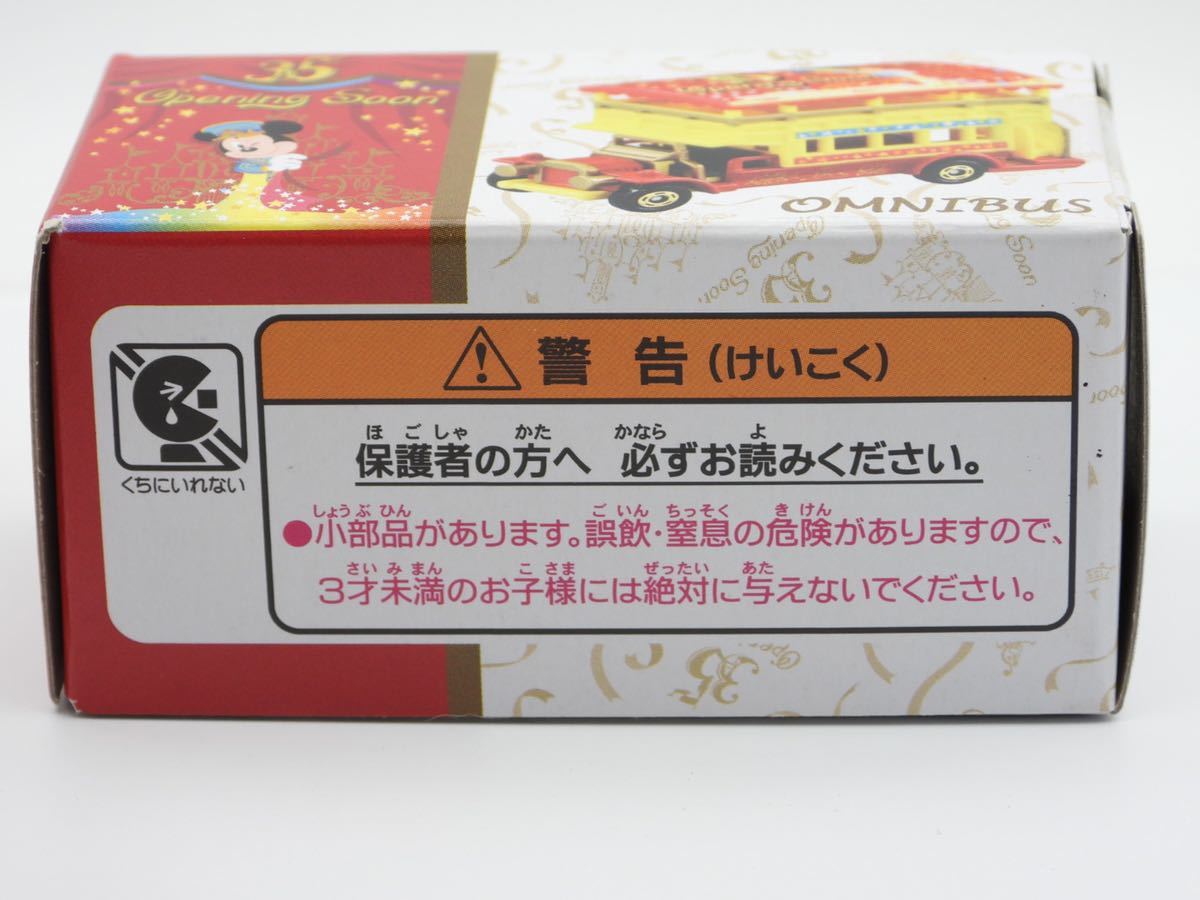 35
Opening Soon
OMNIBUS
Opening Soon
35
Soon
警告(けいこく)
くちにいれない
ほごしゃ かた かなら よ
保護者の方へ 必ずお読みください。
しょうぶひん ごいん ちっそく きけん
●小部品があります。誤飲・窒息の危険がありますので、
さいみまん こさま ぜったい あた
3才未満のお子様には絶対に与えないでください。
35